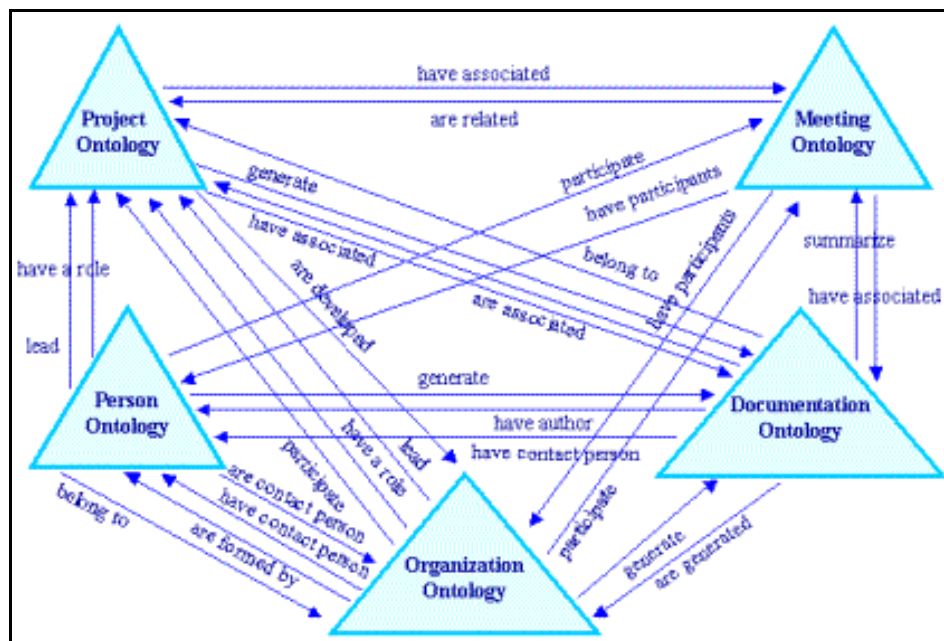 have associated
are related
Project
Ontology
Meeting
Ontology
generate
participate
have participants
have associated
belong to
have participants
summarize
are developed
are associated
have a role
have associated
lead
Person
Ontology
generate
Documentation
Ontology
have author
have contact person
have a role
lead
participate
are contact person
have contact person
belong to
are formed by
participate
Organization
Ontology
generate
are generated